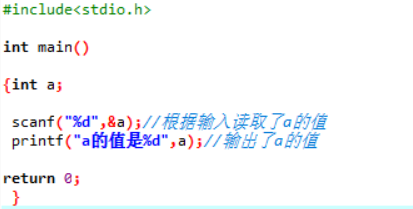 #include<stdio.h>
int main()
{int a;
scanf("%d",&a);//根据输入读取了a的值
printf("a的值是%d",a);//输出了a的值
return 0;
}